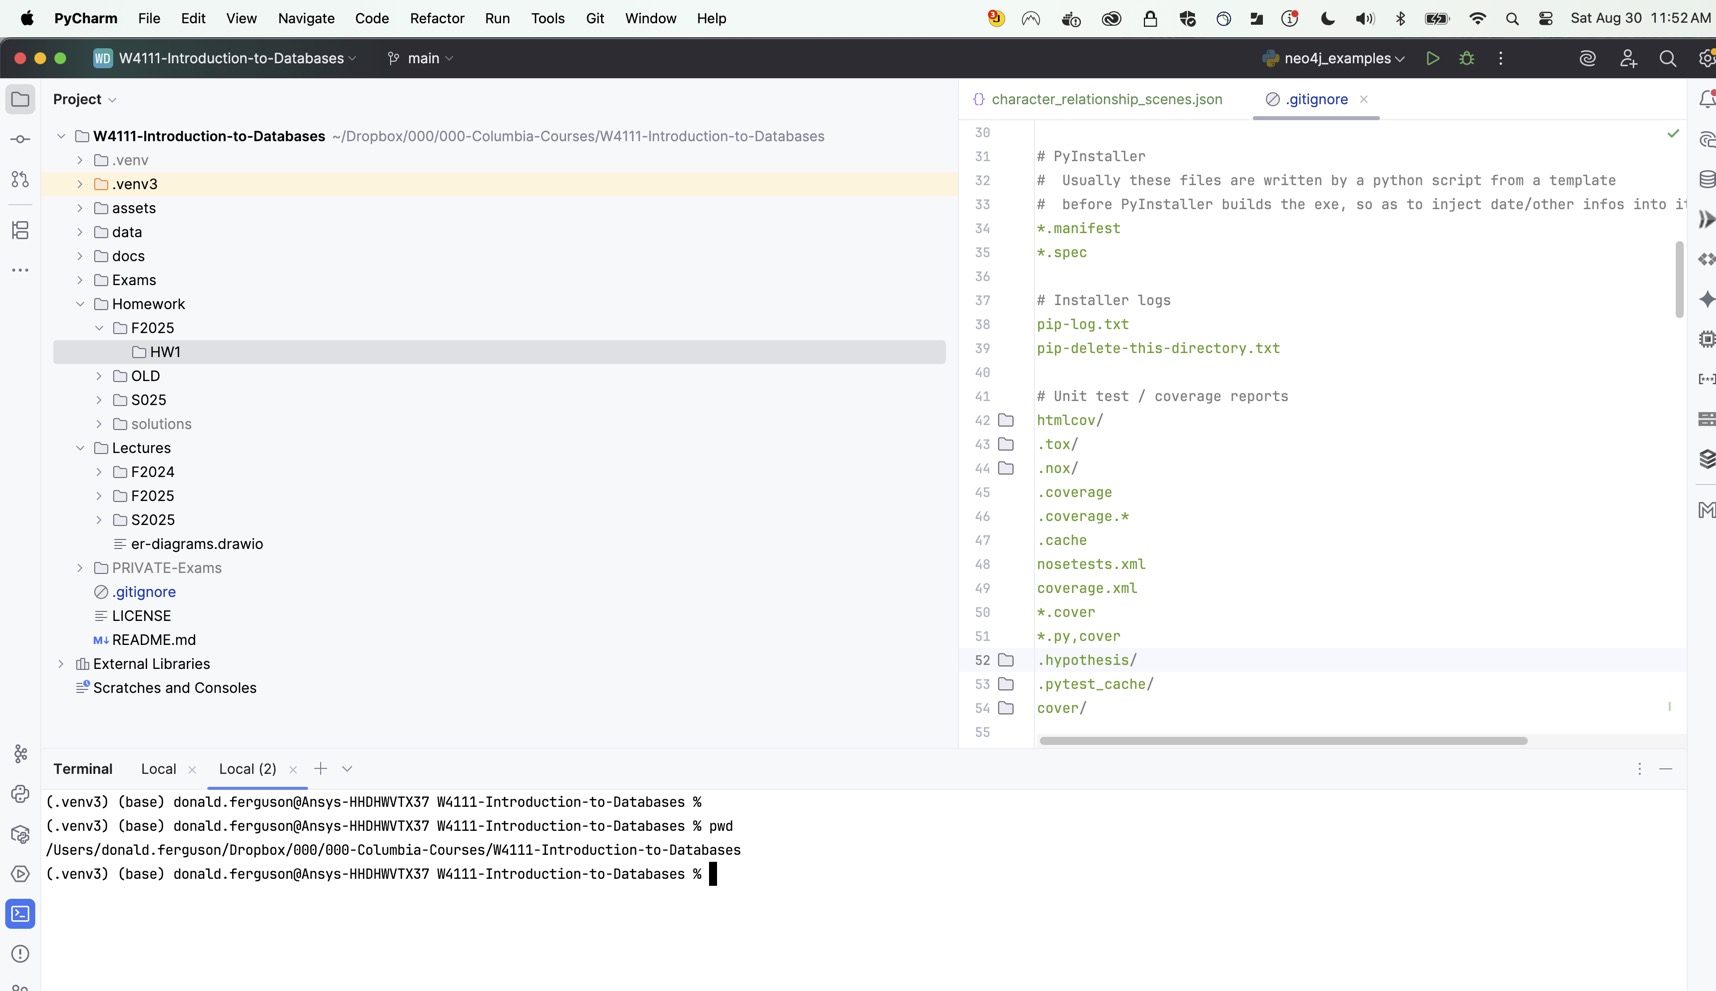 PyCharm File Edit View Navigate Code Refactor Run Tools Git Window Help Sat Aug 30 11:52 AM
WD W4111-Introduction-to-Databases main neo4j_examples
Project
W4111-Introduction-to-Databases ~/Dropbox/000/000-Columbia-Courses/W4111-Introduction-to-Databases
.venv
.venv3
assets
data
docs
Exams
Homework
F2025
HW1
OLD
S025
solutions
Lectures
F2024
F2025
S2025
er-diagrams.drawio
PRIVATE-Exams
.gitignore
LICENSE
M↓ README.md
External Libraries
Scratches and Consoles
{} character_relationship_scenes.json .gitignore
30
31 # PyInstaller
32 #  Usually these files are written by a python script from a template
33 #  before PyInstaller builds the exe, so as to inject date/other infos into it
34 *.manifest
35 *.spec
36
37 # Installer logs
38 pip-log.txt
39 pip-delete-this-directory.txt
40
41 # Unit test / coverage reports
42 htmlcov/
43 .tox/
44 .nox/
45 .coverage
46 .coverage.*
47 .cache
48 nosetests.xml
49 coverage.xml
50 *.cover
51 *.py,cover
52 .hypothesis/
53 .pytest_cache/
54 cover/
55
Terminal Local Local (2)
(.venv3) (base) donald.ferguson@Ansys-HHDHWVTX37 W4111-Introduction-to-Databases %
(.venv3) (base) donald.ferguson@Ansys-HHDHWVTX37 W4111-Introduction-to-Databases % pwd
/Users/donald.ferguson/Dropbox/000/000-Columbia-Courses/W4111-Introduction-to-Databases
(.venv3) (base) donald.ferguson@Ansys-HHDHWVTX37 W4111-Introduction-to-Databases %